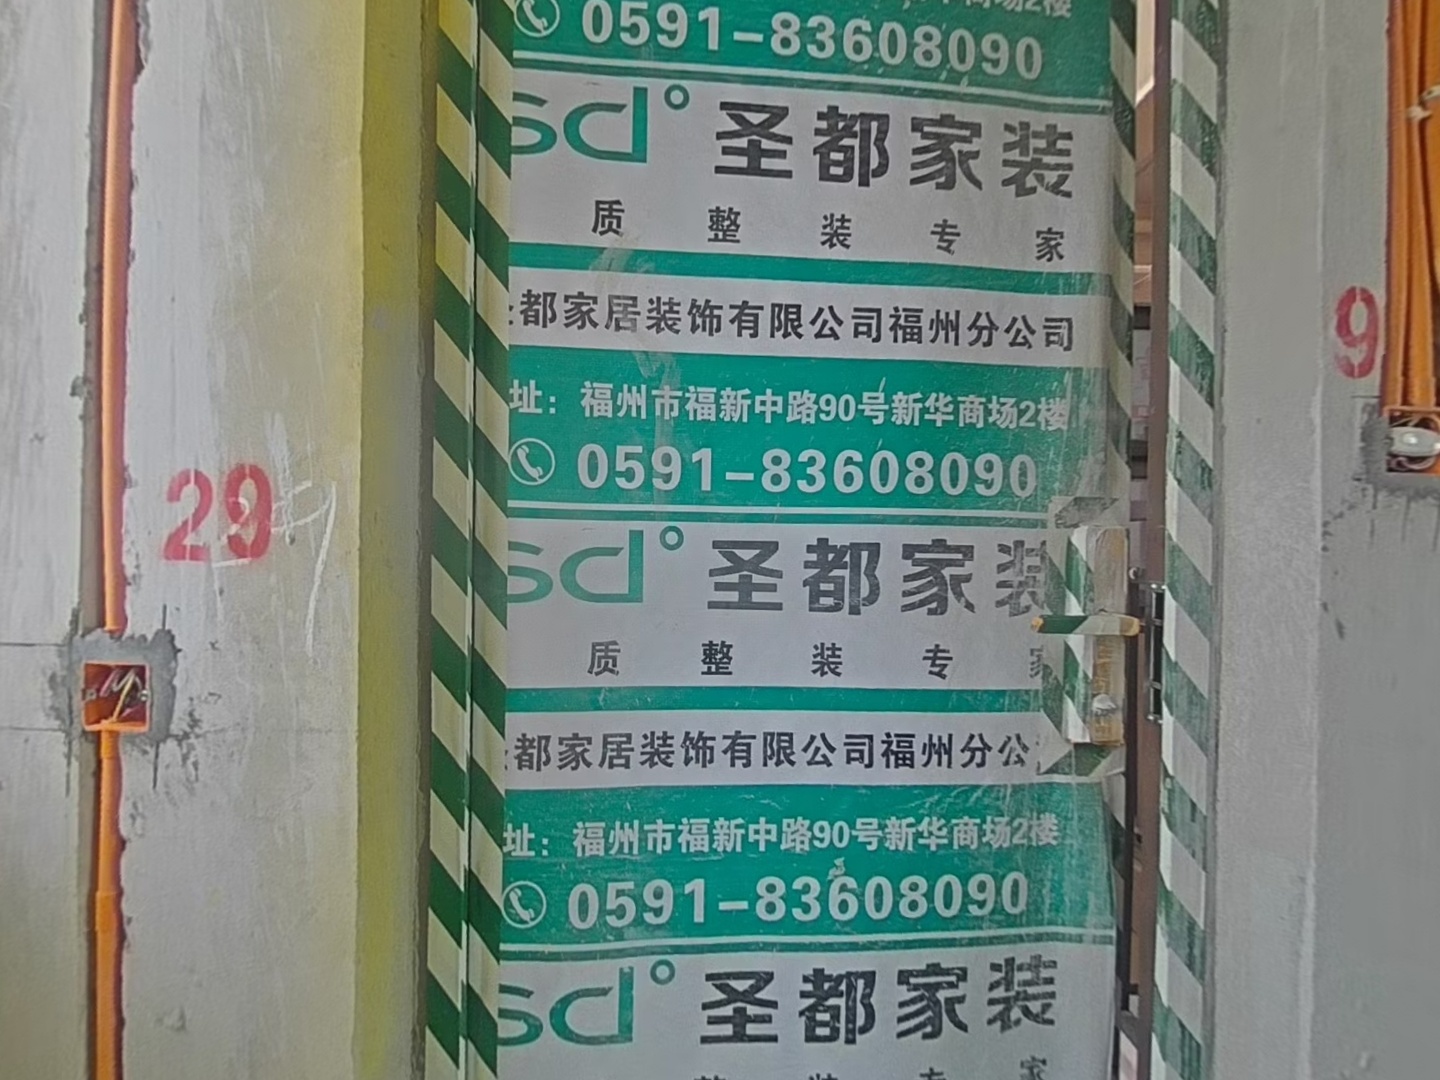 0591-83608090
sd° 圣都家装
质 整 装 专 家
都家居装饰有限公司福州分公司
址：福州市福新中路90号新华商场2楼
0591-83608090
sd° 圣都家装
质 整 装 专 家
都家居装饰有限公司福州分公
址：福州市福新中路90号新华商场2楼
0591-83608090
sd° 圣都家装
29
9